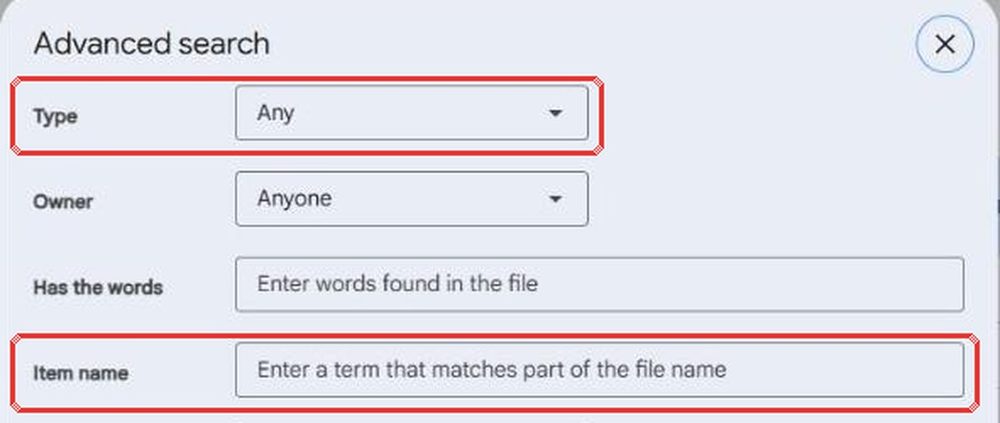 Advanced search
Type Any
Owner Anyone
Has the words Enter words found in the file
Item name Enter a term that matches part of the file name